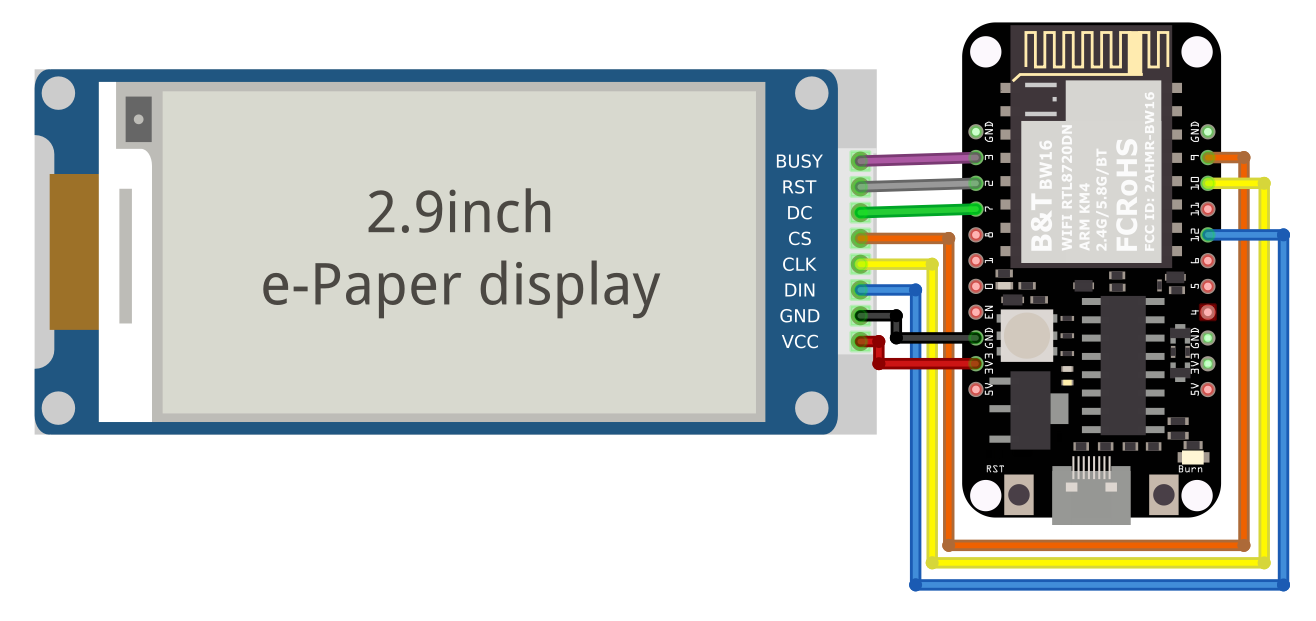 2.9inch
e-Paper display
BUSY
RST
DC
CS
CLK
DIN
GND
VCC
GND
3
2
7
8
1
0
EN
GND
3V3
5V
RST
B&T BW16
WIFI RTL8720DN
ARM KM4
2.4G/5.8G/BT
FCRoHS
FCC ID: 2AHMR-BW16
GND
9
10
11
12
6
5
4
GND
3V3
5V
Burn